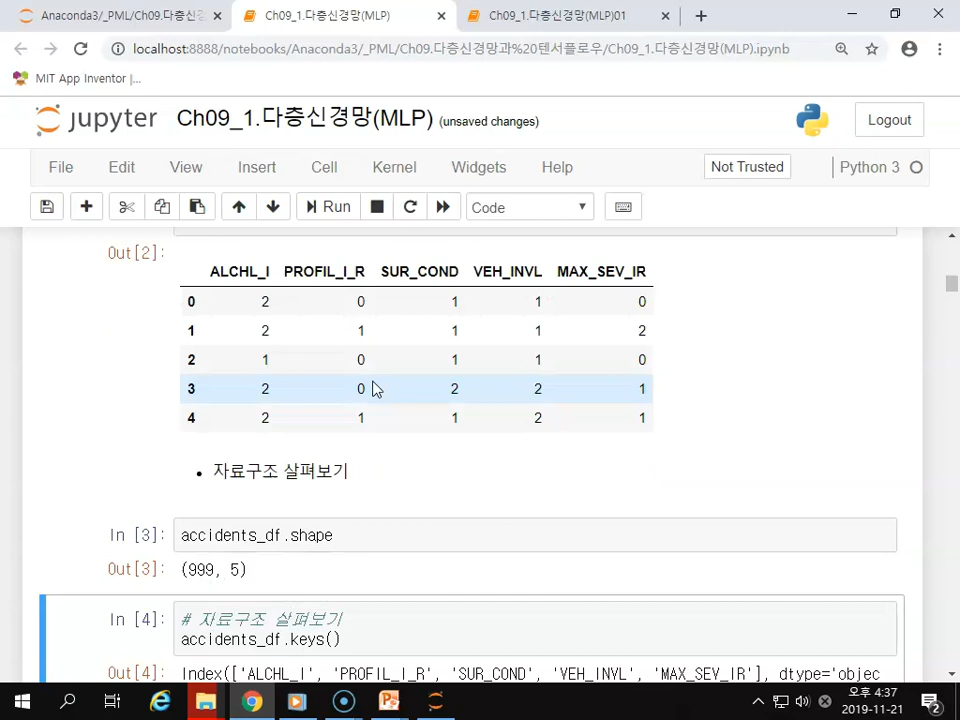 Ch09_1.다층신경망(MLP)
Ch09_1.다층신경망(MLP)01
localhost:8888/notebooks/Anaconda3/_PML/Ch09.다층신경망과%20텐서플로우/Ch09_1.다층신경망(MLP).ipynb
MIT App Inventor |...
jupyter Ch09_1.다층신경망(MLP) (unsaved changes) Logout
File Edit View Insert Cell Kernel Widgets Help Not Trusted Python 3
Run Code
Out[2]:
ALCHL_I PROFIL_I_R SUR_COND VEH_INVL MAX_SEV_IR
0 2 0 1 1 0
1 2 1 1 1 2
2 1 0 1 1 0
3 2 0 2 2 1
4 2 1 1 2 1
• 자료구조 살펴보기
In [3]: accidents_df.shape
Out[3]: (999, 5)
In [4]: # 자료구조 살펴보기
accidents_df.keys()
Out[4]: Index(['ALCHL_I', 'PROFIL_I_R', 'SUR_COND', 'VEH_INVL', 'MAX_SEV_IR'], dtype='objec
오후 4:37
2019-11-21
2